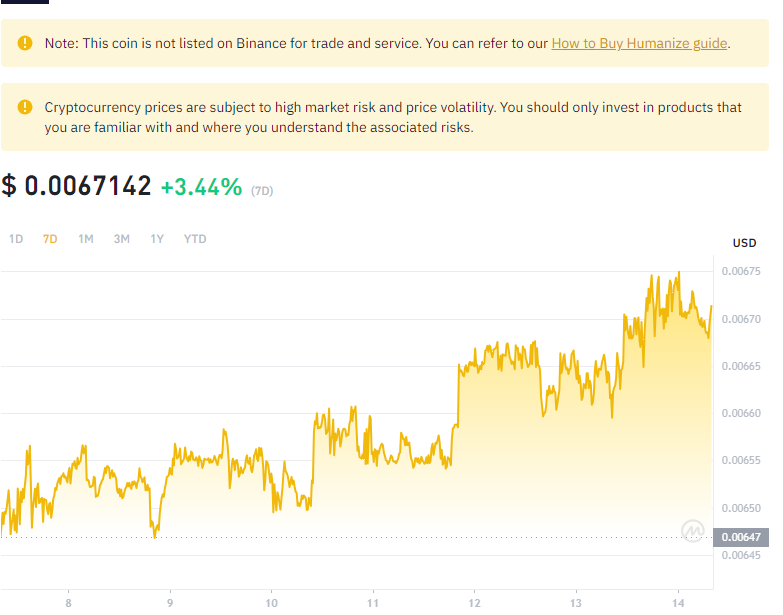 Note: This coin is not listed on Binance for trade and service. You can refer to our How to Buy Humanize guide.
Cryptocurrency prices are subject to high market risk and price volatility. You should only invest in products that
you are familiar with and where you understand the associated risks.
$ 0.0067142 +3.44% (7D)
1D 7D 1M 3M 1Y YTD
USD
0.00675
0.00670
0.00665
0.00660
0.00655
0.00650
0.00647
0.00645
8 9 10 11 12 13 14